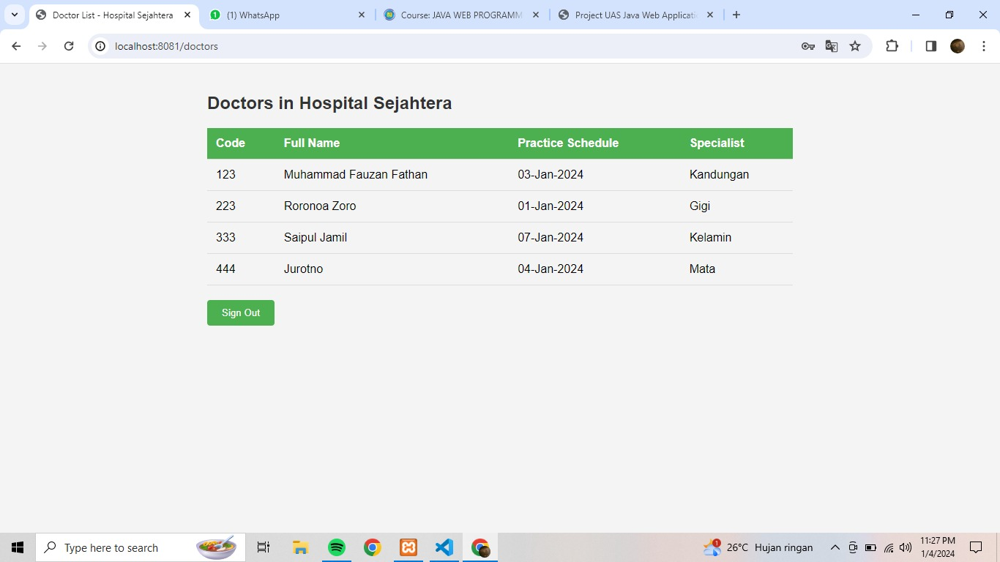 Doctor List - Hospital Sejahtera
(1) WhatsApp
Course: JAVA WEB PROGRAMM
Project UAS Java Web Applicati
localhost:8081/doctors
Doctors in Hospital Sejahtera
Code Full Name Practice Schedule Specialist
123 Muhammad Fauzan Fathan 03-Jan-2024 Kandungan
223 Roronoa Zoro 01-Jan-2024 Gigi
333 Saipul Jamil 07-Jan-2024 Kelamin
444 Jurotno 04-Jan-2024 Mata
Sign Out
Type here to search
1
26°C Hujan ringan
11:27 PM
1/4/2024